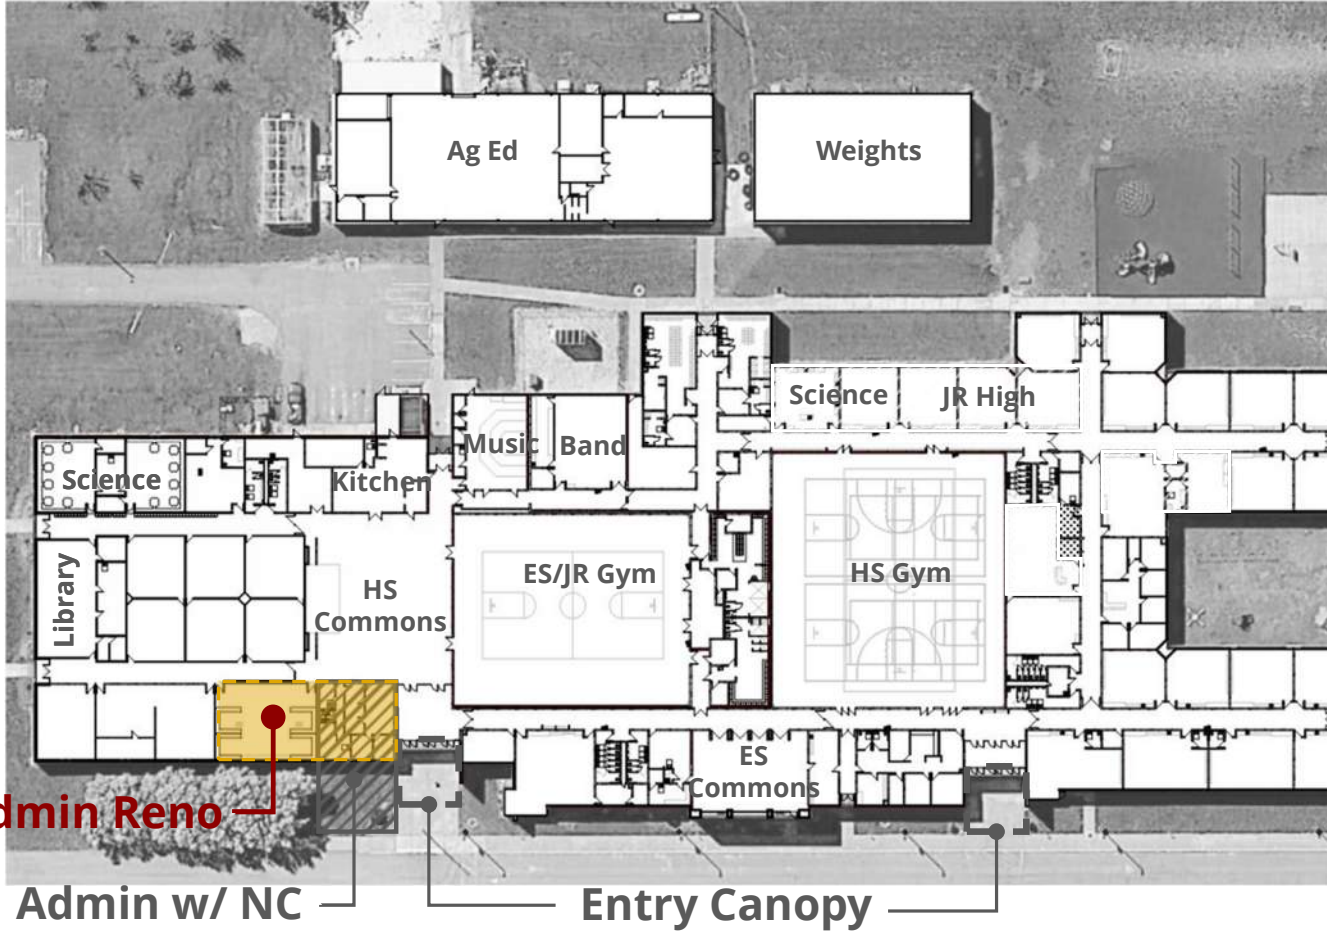 Ag Ed
Weights
Science
JR High
Music
Band
Science
Kitchen
Library
HS
Commons
ES/JR Gym
HS Gym
ES
Commons
dmin Reno
Admin w/ NC
Entry Canopy